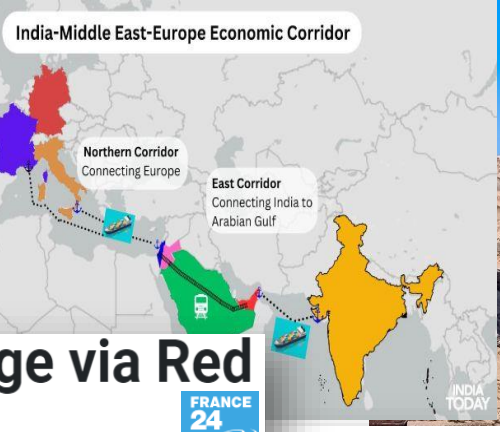 India-Middle East-Europe Economic Corridor
Northern Corridor
Connecting Europe
East Corridor
Connecting India to
Arabian Gulf
ge via Red
FRANCE
24
INDIA
TODAY